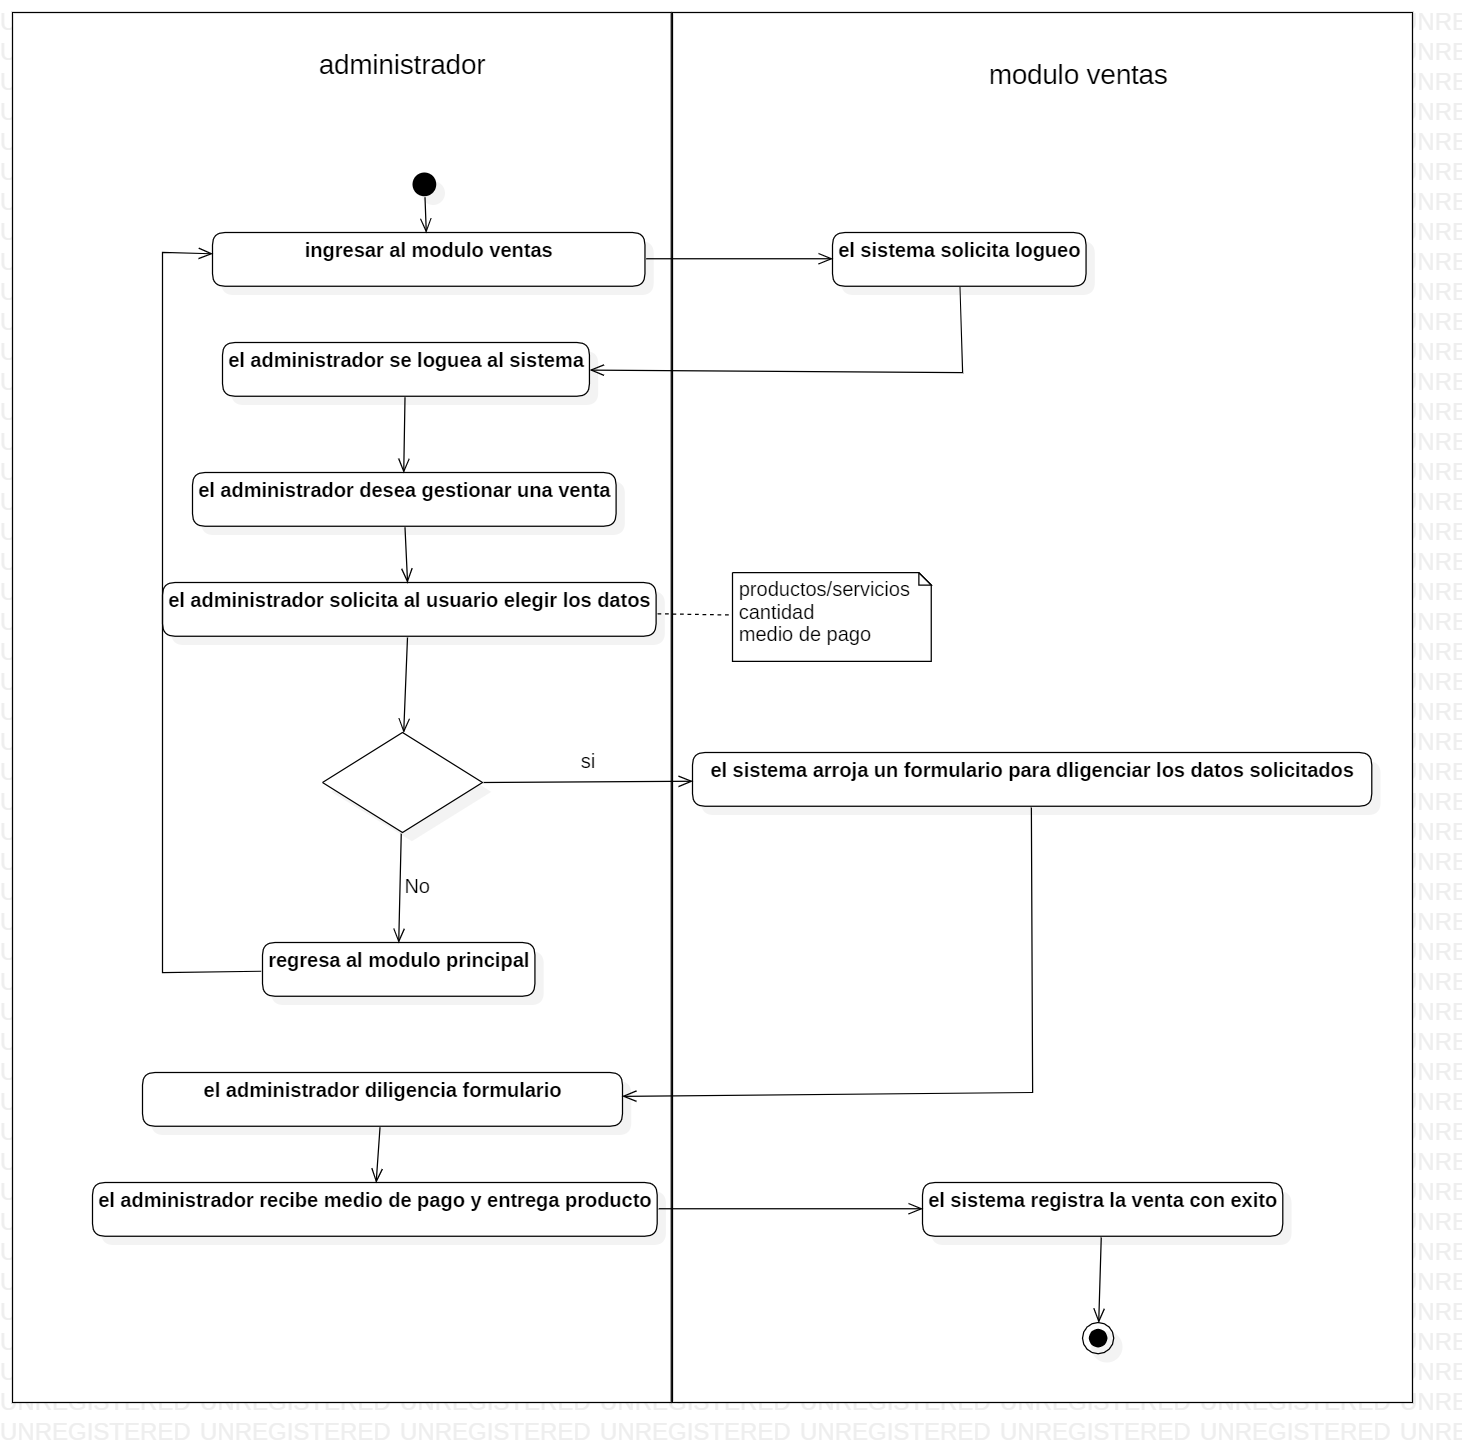 administrador
modulo ventas
ingresar al modulo ventas
el sistema solicita logueo
el administrador se loguea al sistema
el administrador desea gestionar una venta
el administrador solicita al usuario elegir los datos
productos/servicios
cantidad
medio de pago
si
el sistema arroja un formulario para dligenciar los datos solicitados
No
regresa al modulo principal
el administrador diligencia formulario
el administrador recibe medio de pago y entrega producto
el sistema registra la venta con exito
UNREGISTERED UNREGISTERED UNREGISTERED UNREGISTERED UNREGISTERED UNREGISTERED UNREGISTERED UNRE